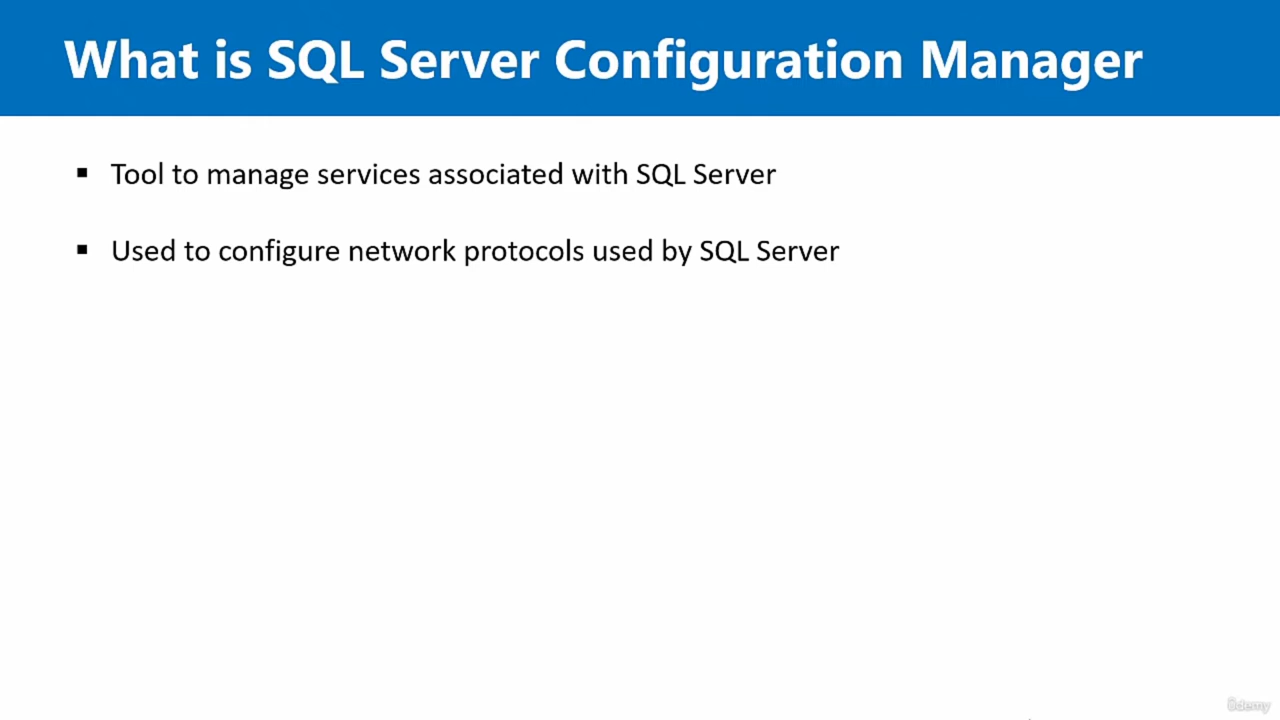 What is SQL Server Configuration Manager
▪ Tool to manage services associated with SQL Server
▪ Used to configure network protocols used by SQL Server
ûdemy